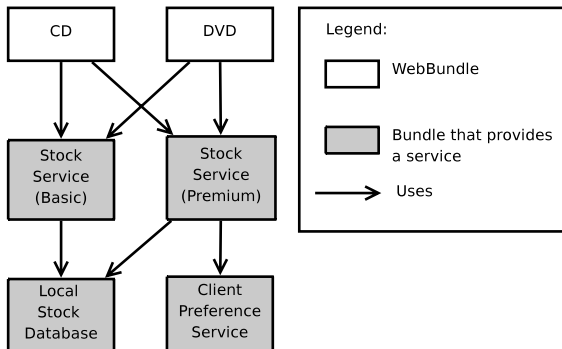 CD
DVD
Legend:
WebBundle
Bundle that provides
a service
Uses
Stock
Service
(Basic)
Stock
Service
(Premium)
Local
Stock
Database
Client
Preference
Service